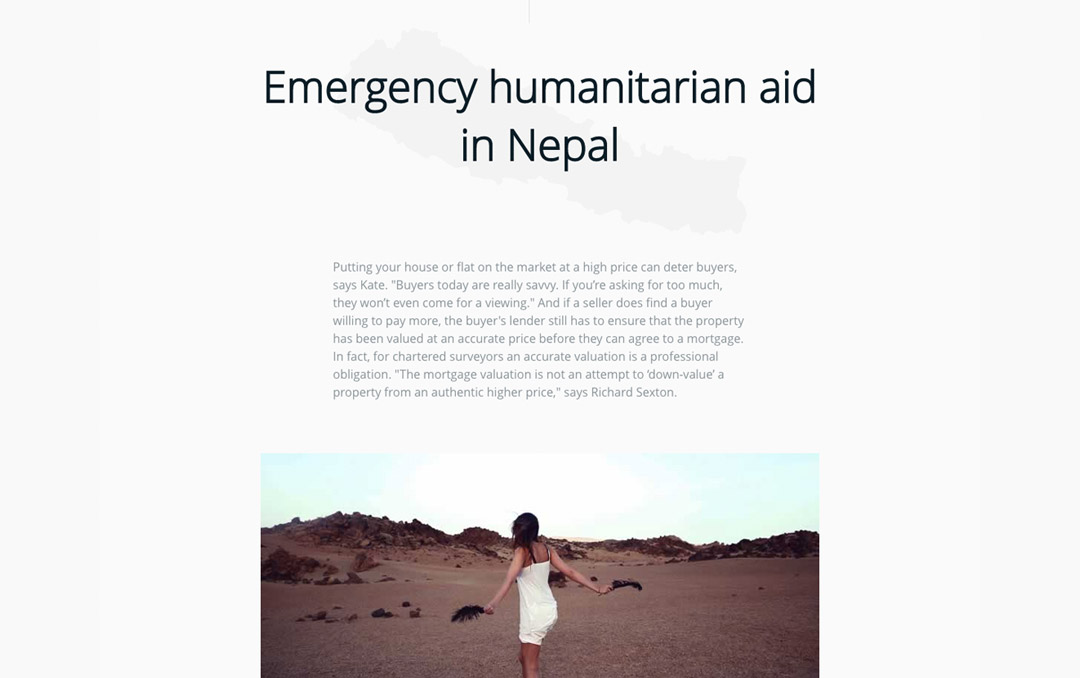 Emergency humanitarian aid
in Nepal
Putting your house or flat on the market at a high price can deter buyers,
says Kate. "Buyers today are really savvy. If you’re asking for too much,
they won’t even come for a viewing." And if a seller does find a buyer
willing to pay more, the buyer's lender still has to ensure that the property
has been valued at an accurate price before they can agree to a mortgage.
In fact, for chartered surveyors an accurate valuation is a professional
obligation. "The mortgage valuation is not an attempt to ‘down-value’ a
property from an authentic higher price," says Richard Sexton.